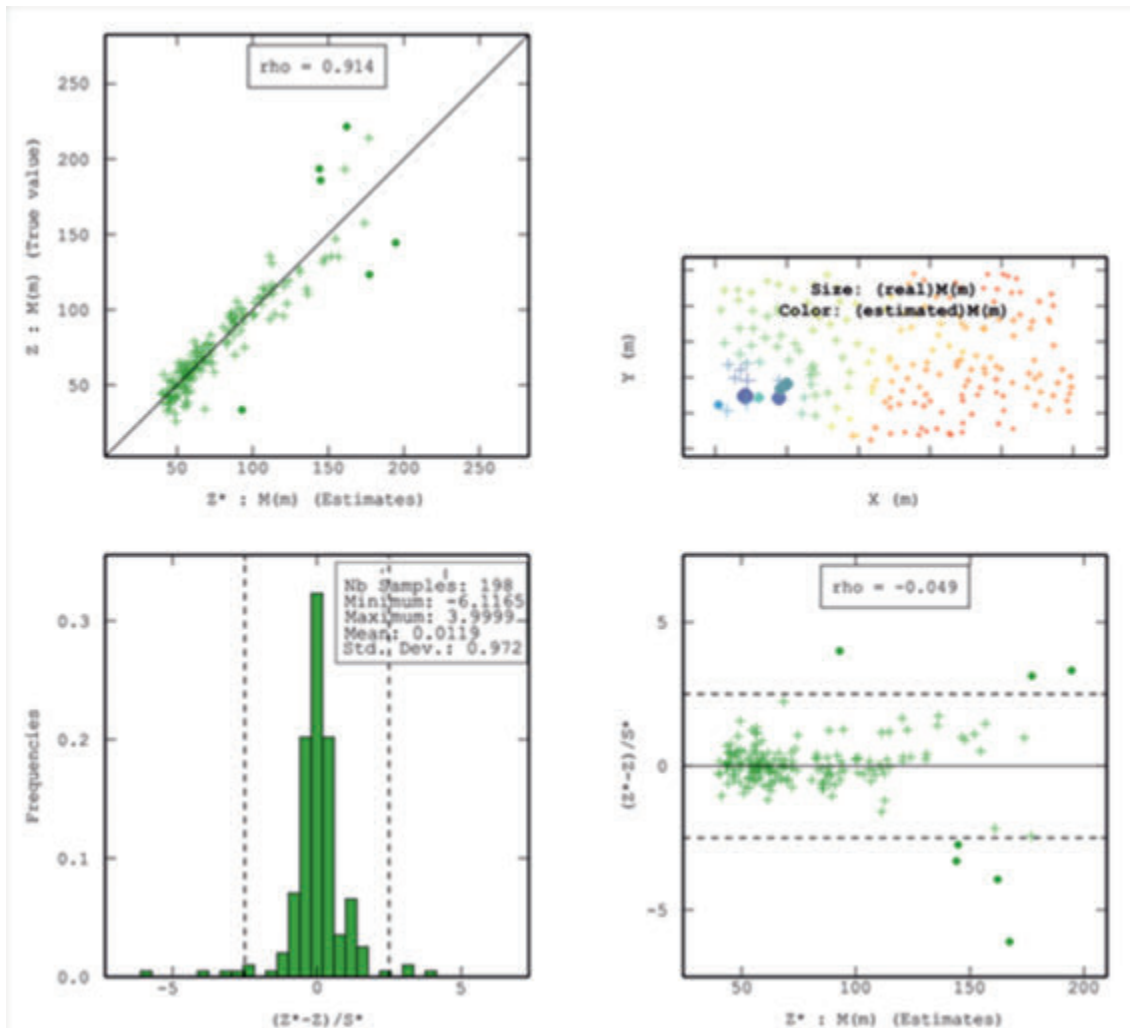 rho = 0.914
250
200
150
100
50
Z : M(m) (True value)
50 100 150 200 250
Z* : M(m) (Estimates)
Size: (real)M(m)
Color: (estimated)M(m)
Y (m)
X (m)
Nb Samples: 198
Minimum: -6.1165
Maximum: 3.9999
Mean: 0.0119
Std. Dev.: 0.972
0.3
0.2
0.1
0.0
Frequencies
-5 0 5
(Z*-Z)/S*
rho = -0.049
5
0
-5
(Z*-Z)/S*
50 100 150 200
Z* : M(m) (Estimates)